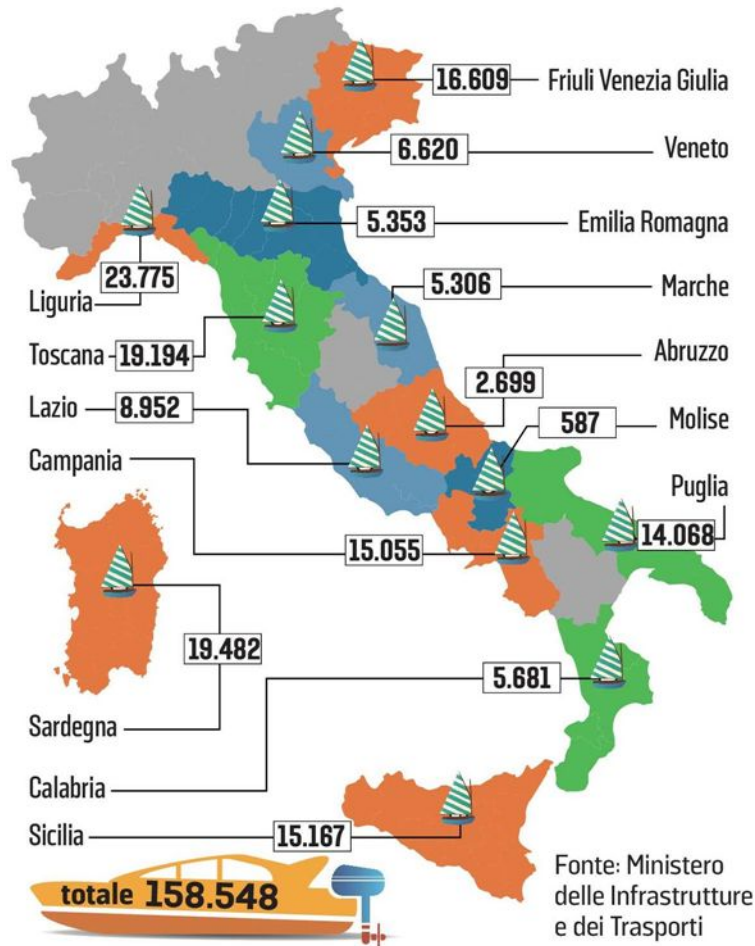 16.609 Friuli Venezia Giulia
6.620 Veneto
5.353 Emilia Romagna
23.775
Liguria
5.306 Marche
Toscana 19.194
Abruzzo
2.699
Lazio 8.952
587 Molise
Campania
Puglia
15.055
14.068
19.482
5.681
Sardegna
Calabria
Sicilia 15.167
totale 158.548
Fonte: Ministero
delle Infrastrutture
e dei Trasporti